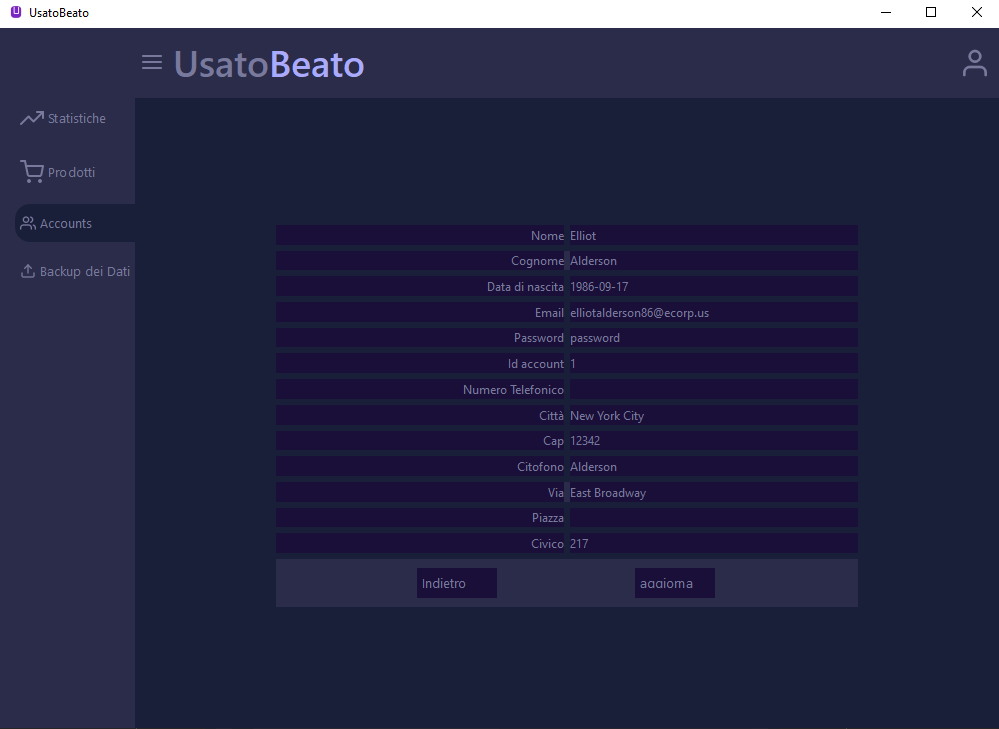 UsatoBeato
UsatoBeato
Statistiche
Prodotti
Accounts
Backup dei Dati
Nome Elliot
Cognome Alderson
Data di nascita 1986-09-17
Email elliotalderson86@ecorp.us
Password password
Id account 1
Numero Telefonico
Città New York City
Cap 12342
Citofono Alderson
Via East Broadway
Piazza
Civico 217
Indietro aggiorna